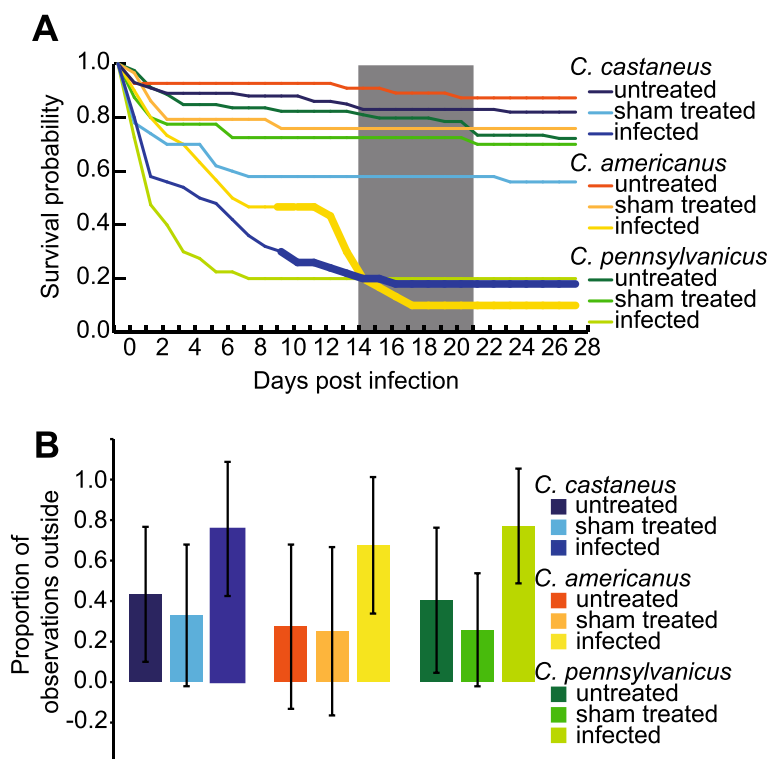 A
Survival probability
1.0
0.8
0.6
0.4
0.2
0.0
0 2 4 6 8 10 12 14 16 18 20 22 24 26 28
Days post infection
C. castaneus
untreated
sham treated
infected
C. americanus
untreated
sham treated
infected
C. pennsylvanicus
untreated
sham treated
infected
B
Proportion of
observations outside
1.0
0.8
0.6
0.4
0.2
0.0
-0.2
C. castaneus
untreated
sham treated
infected
C. americanus
untreated
sham treated
infected
C. pennsylvanicus
untreated
sham treated
infected